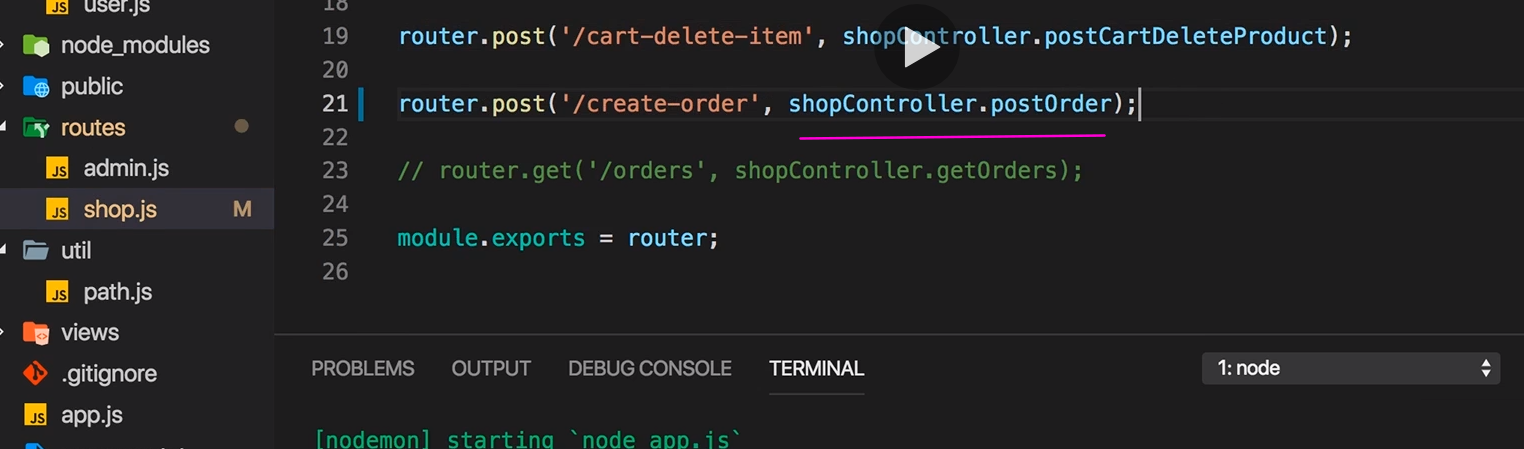 user.js
node_modules
public
routes
admin.js
shop.js M
util
path.js
views
.gitignore
app.js
18
19 router.post('/cart-delete-item', shopController.postCartDeleteProduct);
20
21 router.post('/create-order', shopController.postOrder);
22
23 // router.get('/orders', shopController.getOrders);
24
25 module.exports = router;
26
PROBLEMS OUTPUT DEBUG CONSOLE TERMINAL 1: node
[nodemon] starting `node app.js`